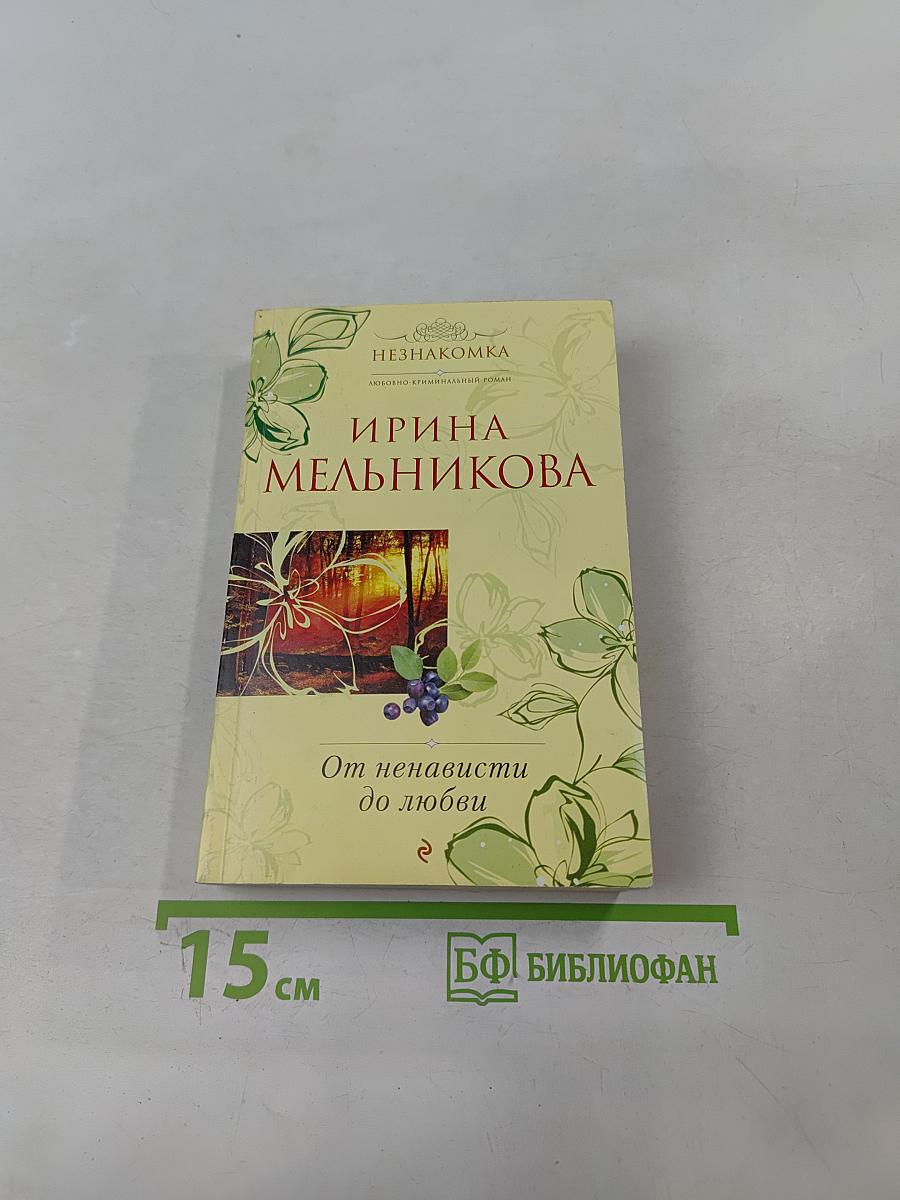 НЕЗНАКОМКА
ЛЮБОВНО-КРИМИНАЛЬНЫЙ РОМАН
ИРИНА
МЕЛЬНИКОВА
От ненависти
до любви
15 см
БФ БИБЛИОФАН